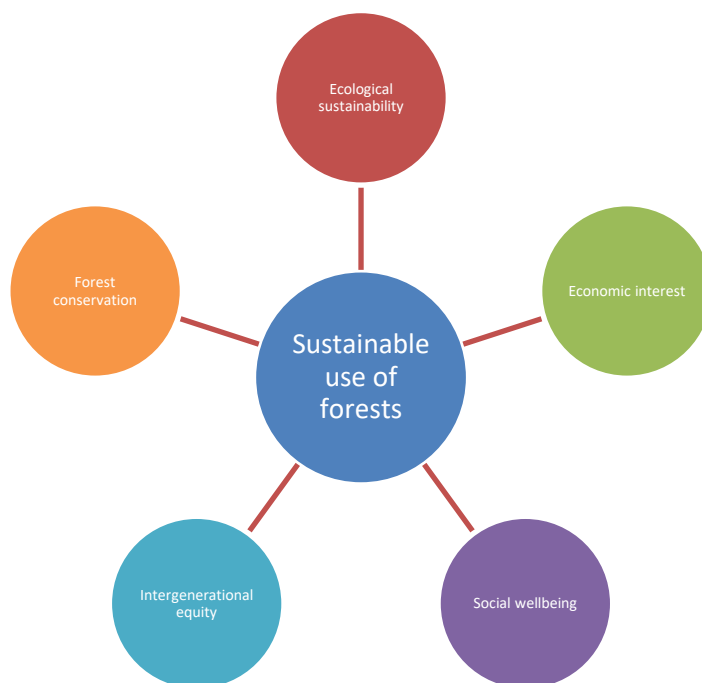 Ecological
sustainability
Forest
conservation
Economic interest
Sustainable
use of
forests
Intergenerational
equity
Social wellbeing